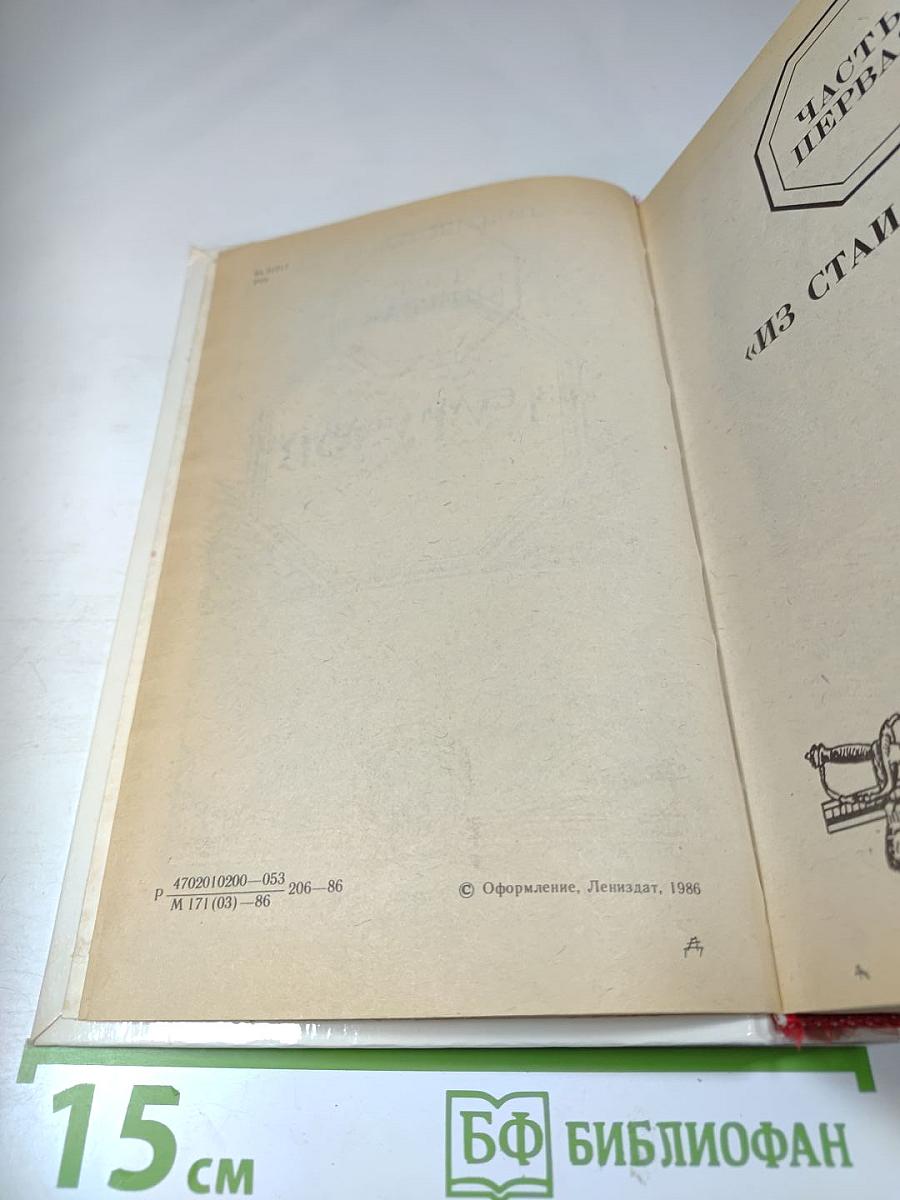 Р 4702010200—053 206—86
М 171(03)—86
© Оформление, Лениздат, 1986
ЧАСТЬ
ПЕРВАЯ
«ИЗ СТАИ
15 см
БФ БИБЛИОФАН